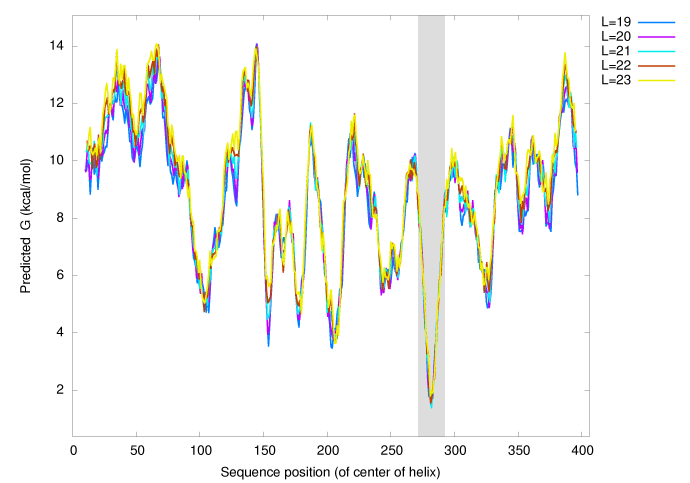 L=19
L=20
L=21
L=22
L=23
14
12
10
8
6
4
2
Predicted G (kcal/mol)
0 50 100 150 200 250 300 350 400
Sequence position (of center of helix)